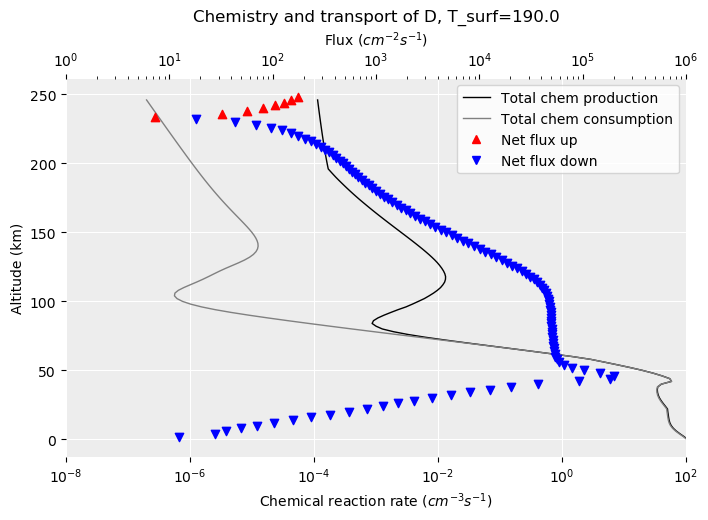 Chemistry and transport of D, T_surf=190.0
Flux (cm⁻²s⁻¹)
10⁰ 10¹ 10² 10³ 10⁴ 10⁵ 10⁶
Total chem production
Total chem consumption
Net flux up
Net flux down
Altitude (km)
250
200
150
100
50
0
10⁻⁸ 10⁻⁶ 10⁻⁴ 10⁻² 10⁰ 10²
Chemical reaction rate (cm⁻³s⁻¹)